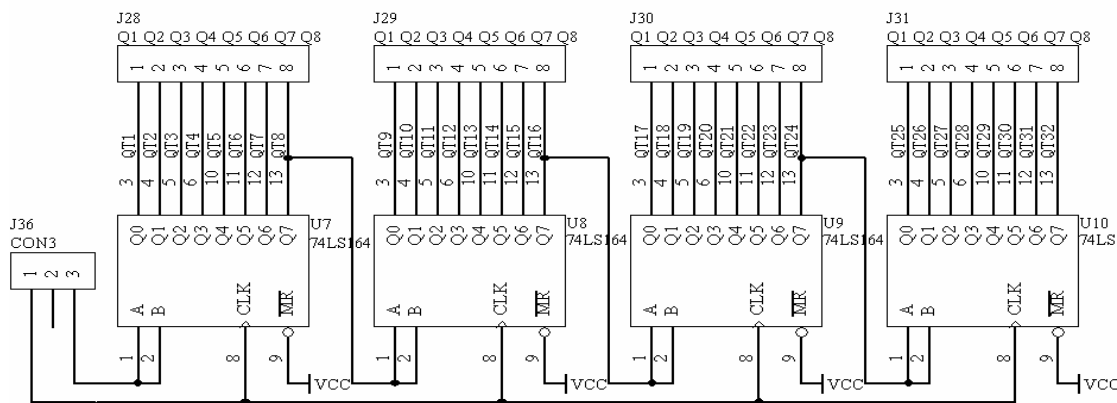 J28 J29 J30 J31
Q1 Q2 Q3 Q4 Q5 Q6 Q7 Q8 Q1 Q2 Q3 Q4 Q5 Q6 Q7 Q8 Q1 Q2 Q3 Q4 Q5 Q6 Q7 Q8 Q1 Q2 Q3 Q4 Q5 Q6 Q7 Q8
1 2 3 4 5 6 7 8 1 2 3 4 5 6 7 8 1 2 3 4 5 6 7 8 1 2 3 4 5 6 7 8
QT1 QT2 QT3 QT4 QT5 QT6 QT7 QT8 QT9 QT10 QT11 QT12 QT13 QT14 QT15 QT16 QT17 QT18 QT19 QT20 QT21 QT22 QT23 QT24 QT25 QT26 QT27 QT28 QT29 QT30 QT31 QT32
3 4 5 6 10 11 12 13 3 4 5 6 10 11 12 13 3 4 5 6 10 11 12 13 3 4 5 6 10 11 12 13
J36 U7 U8 U9 U10
CON3 74LS164 74LS164 74LS164 74LS
Q0 Q1 Q2 Q3 Q4 Q5 Q6 Q7 Q0 Q1 Q2 Q3 Q4 Q5 Q6 Q7 Q0 Q1 Q2 Q3 Q4 Q5 Q6 Q7 Q0 Q1 Q2 Q3 Q4 Q5 Q6 Q7
1 2 3
A B CLK MR A B CLK MR A B CLK MR A B CLK MR
1 2 8 9 1 2 8 9 1 2 8 9 1 2 8 9
VCC VCC VCC VCC